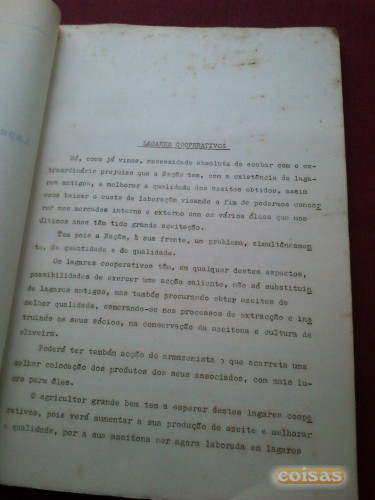 LAGARES COOPERATIVOS
Há, como já vimos, necessidade absoluta de acabar com o ex-
traordinário prejuizo que a Nação tem, com a existência de laga-
res antigos, e melhorar a qualidade dos azeites obtidos, assim
como baixar o custo de laboração visando a fim de podermos concor
rer nos mercados interno e externo com os vários óleos que nos
últimos anos têm tido grande aceitação.
Tem pois a Nação, à sua frente, um problema, simultâneamen
te, de quantidade e de qualidade.
Os lagares cooperativos têm, em qualquer destes aspectos,
possibilidades de exercer uma acção saliente, não só substituin
do lagares antigos, mas também procurando obter azeites de
melhor qualidade, esmerando-se nos processos de extracção e ins
truindo os seus sócios, na conservação da azeitona e cultura da
oliveira.
Poderá ter também acção de armazenista o que acarreta uma
melhor colocação dos produtos dos seus associados, com mais lu-
cro para êles.
O agricultor grande bem tem a esperar destes lagares coope
rativos, pois verá aumentar a sua produção de azeite e melhorar
a qualidade, por a sua azeitona ser agora laborada em lagares
coisas